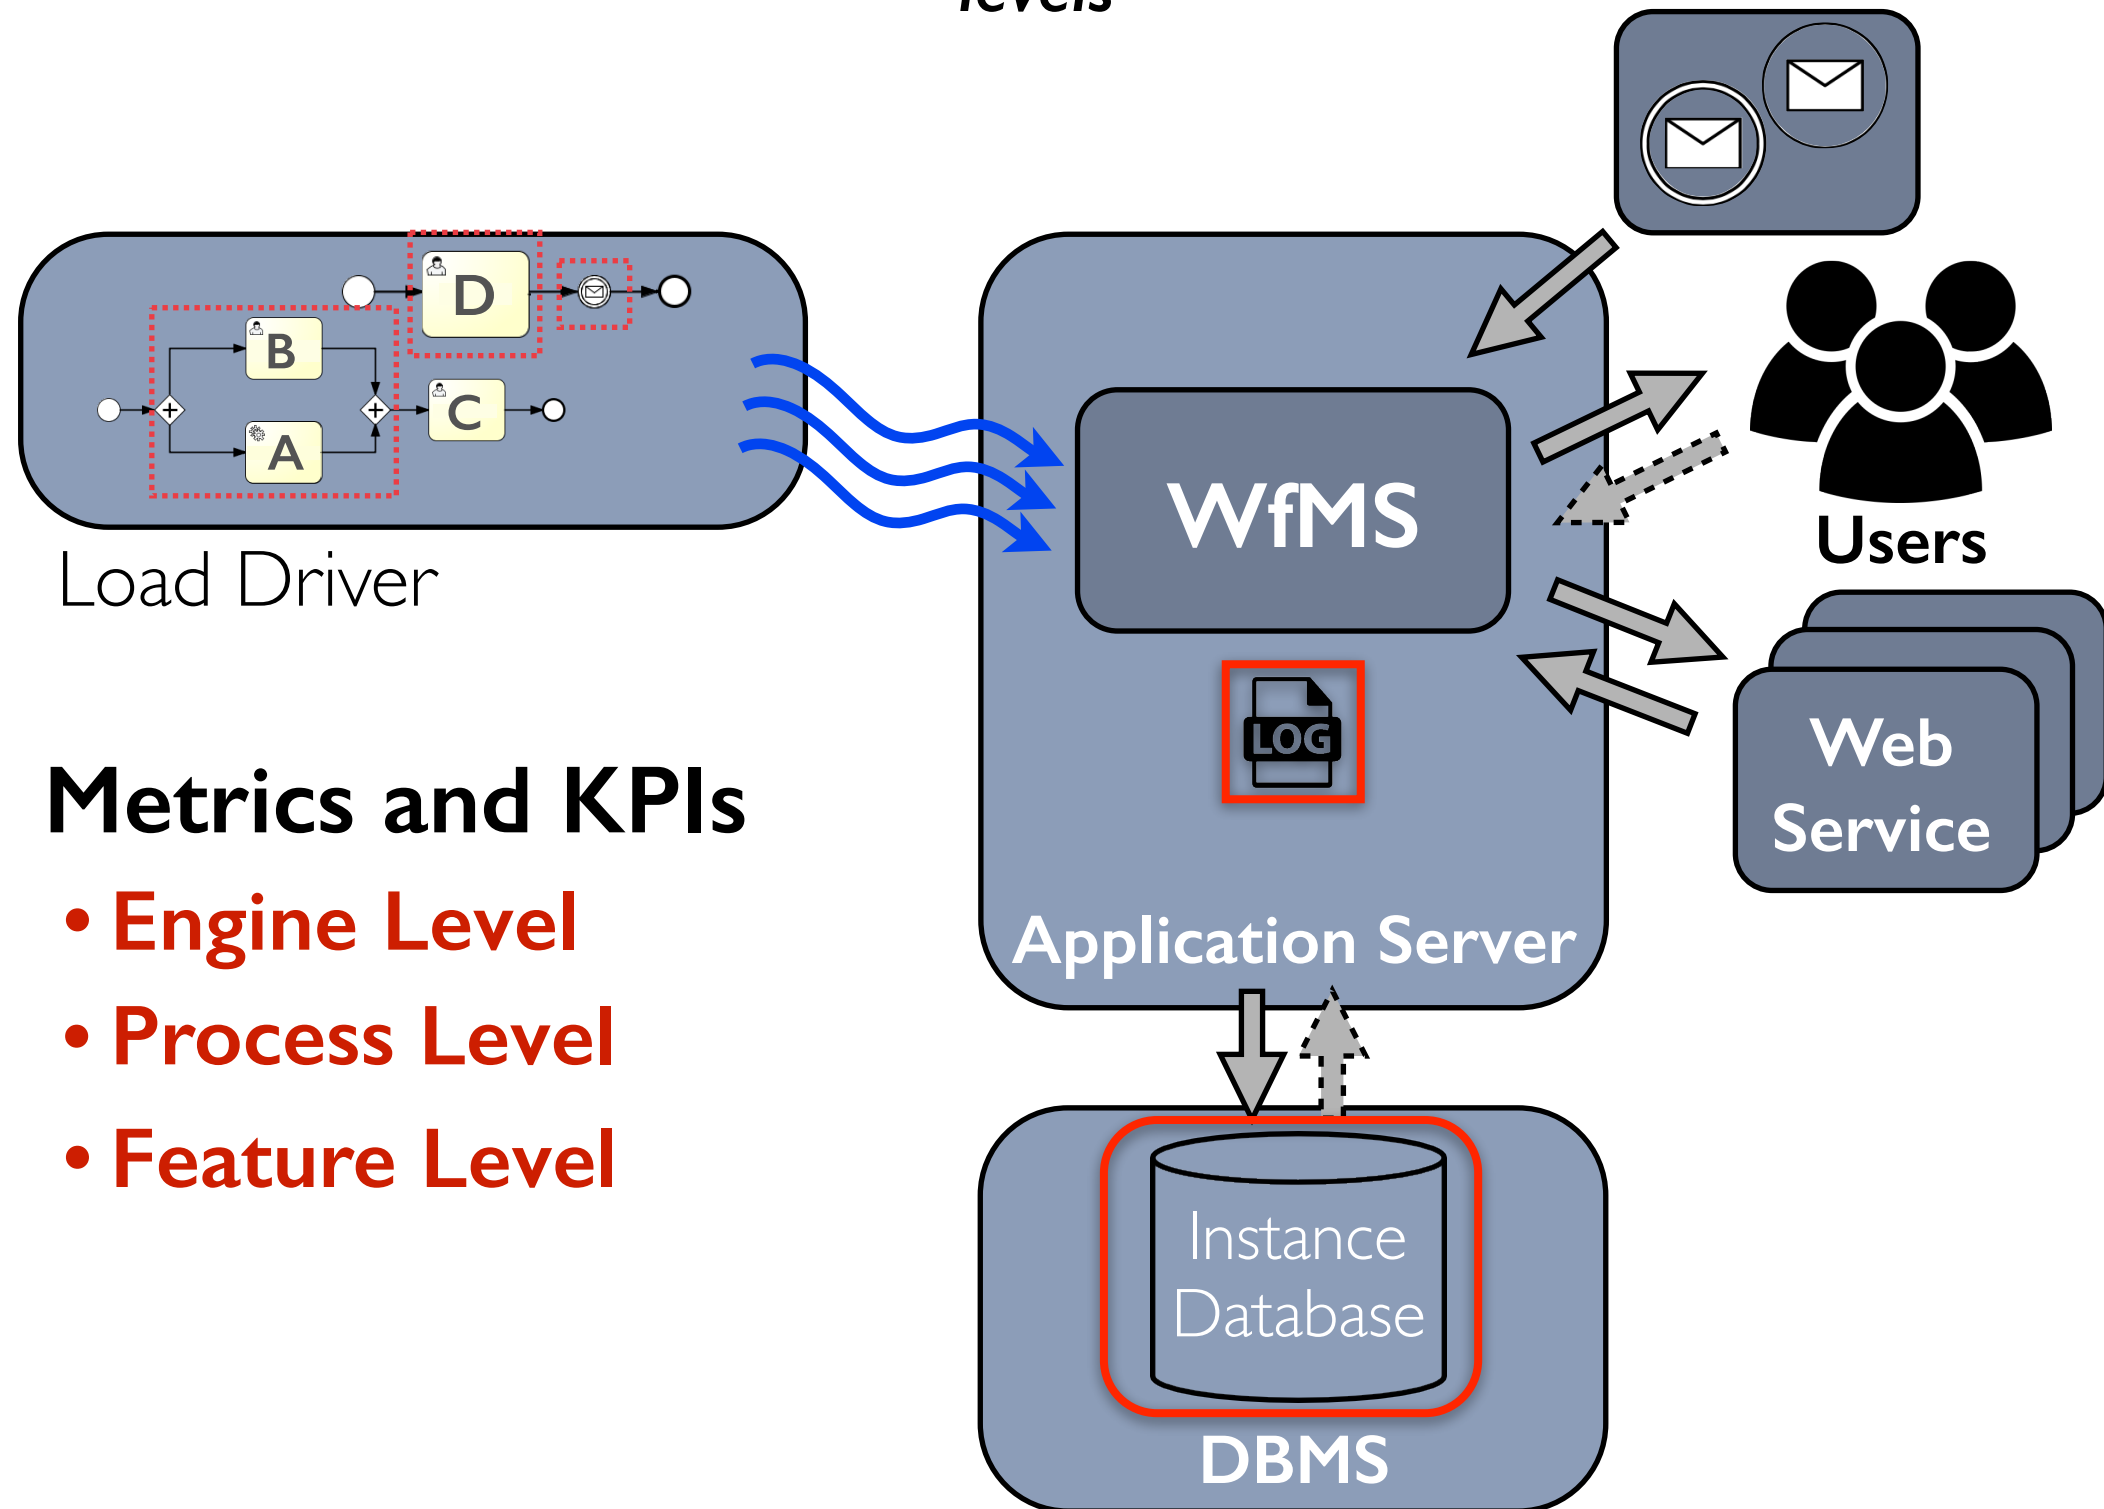 levels
D
B
C
A
Load Driver
WfMS
LOG
Users
Web
Service
Metrics and KPIs
• Engine Level
• Process Level
• Feature Level
Application Server
Instance
Database
DBMS